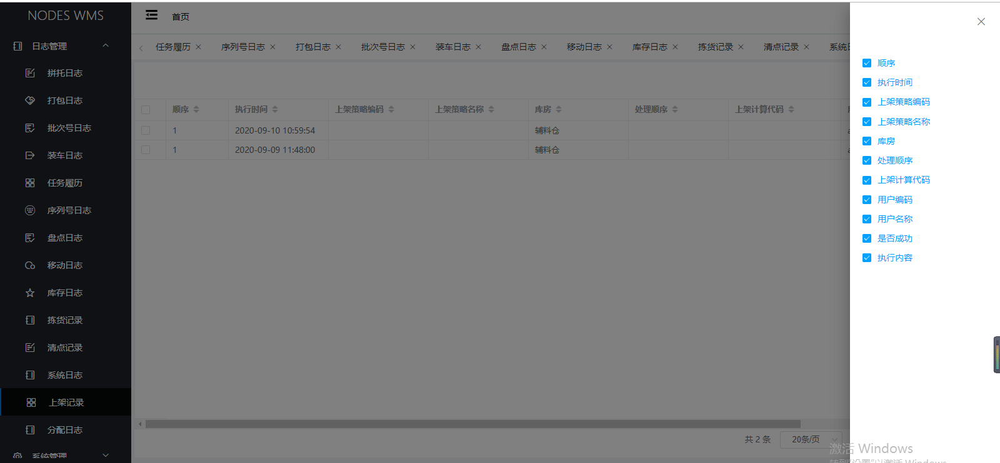 NODES WMS
首页
日志管理
拼托日志
打包日志
批次号日志
装车日志
任务履历
序列号日志
盘点日志
移动日志
库存日志
拣货记录
清点记录
系统日志
上架记录
分配日志
系统管理
任务履历 序列号日志 打包日志 批次号日志 装车日志 盘点日志 移动日志 库存日志 拣货记录 清点记录 系统
顺序 执行时间 上架策略编码 上架策略名称 库房 处理顺序 上架计算代码
1 2020-09-10 10:59:54 辅料仓
1 2020-09-09 11:48:00 辅料仓
共 2 条 20条/页
顺序
执行时间
上架策略编码
上架策略名称
库房
处理顺序
上架计算代码
用户编码
用户名称
是否成功
执行内容
激活 Windows
转到"设置"以激活 Windows